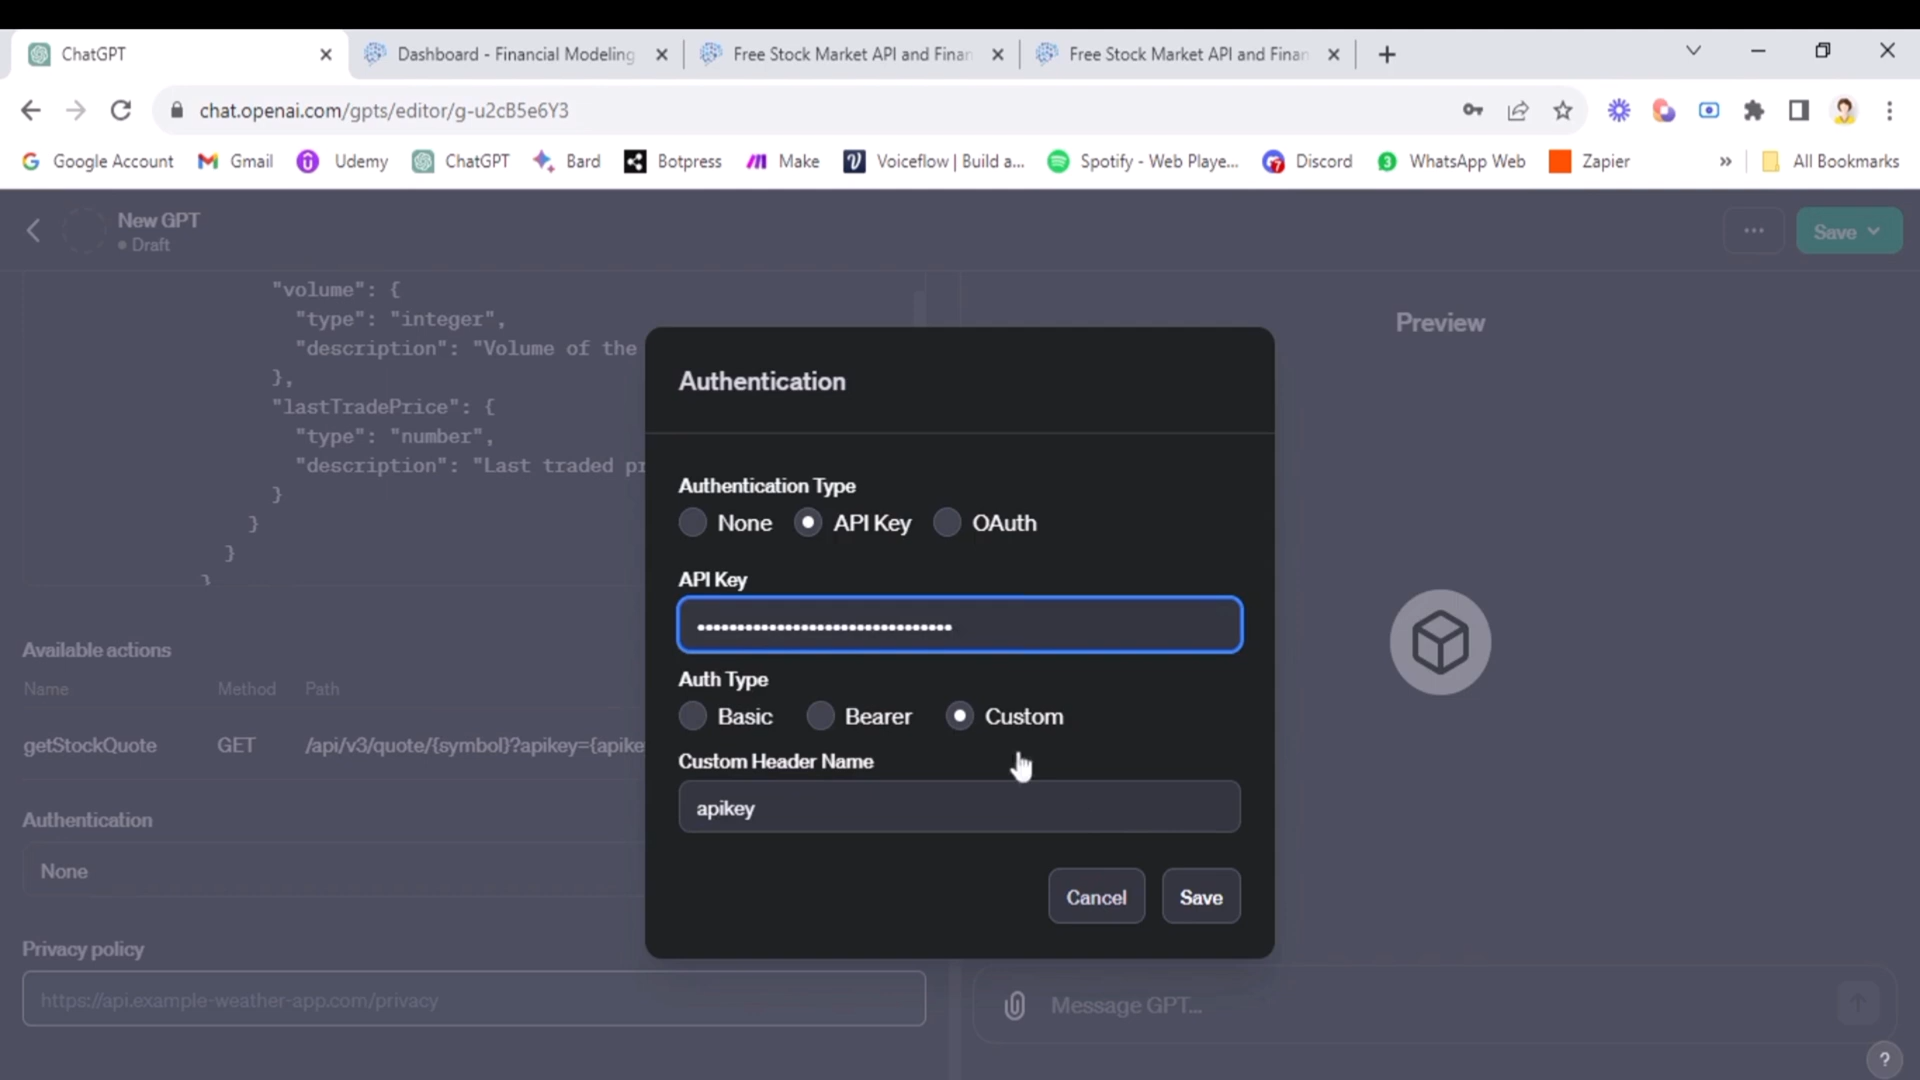 ChatGPT
Dashboard - Financial Modeling
Free Stock Market API and Finan
Free Stock Market API and Finan
chat.openai.com/gpts/editor/g-u2cB5e6Y3
Google Account
Gmail
Udemy
ChatGPT
Bard
Botpress
Make
Voiceflow | Build a...
Spotify - Web Playe...
Discord
WhatsApp Web
Zapier
»
All Bookmarks
New GPT
Draft
Save
"volume": {
"type": "integer",
"description": "Volume of the
},
"lastTradePrice": {
"type": "number",
"description": "Last traded pr
}
}
}
}
Available actions
Name Method Path
getStockQuote GET /api/v3/quote/{symbol}?apikey={apike
Authentication
None
Privacy policy
https://api.example-weather-app.com/privacy
Authentication
Authentication Type
None API Key OAuth
API Key
••••••••••••••••••••••••••••••••
Auth Type
Basic Bearer Custom
Custom Header Name
apikey
Cancel Save
Preview
Message GPT...
?